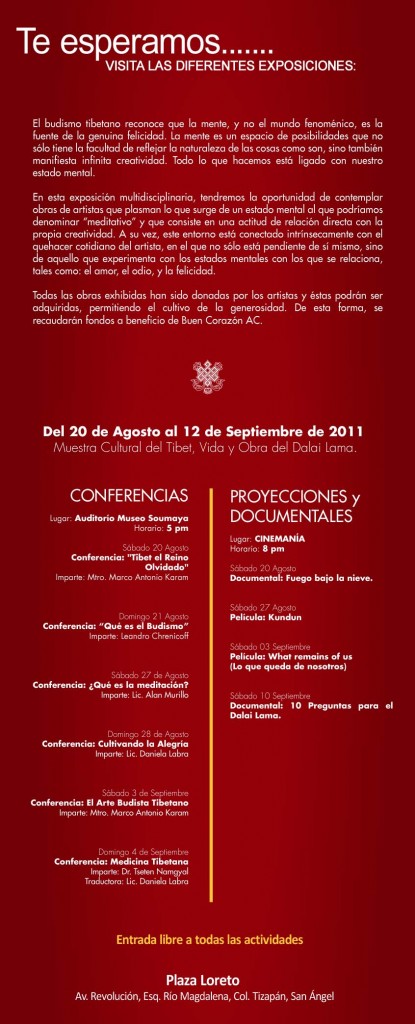 Te esperamos.......
VISITA LAS DIFERENTES EXPOSICIONES:
El budismo tibetano reconoce que la mente, y no el mundo fenoménico, es la
fuente de la genuina felicidad. La mente es un espacio de posibilidades que no
sólo tiene la facultad de reflejar la naturaleza de las cosas como son, sino también
manifiesta infinita creatividad. Todo lo que hacemos está ligado con nuestro
estado mental.
En esta exposición multidisciplinaria, tendremos la oportunidad de contemplar
obras de artistas que plasman lo que surge de un estado mental al que podríamos
denominar "meditativo" y que consiste en una actitud de relación directa con la
propia creatividad. A su vez, este entorno está conectado intrínsecamente con el
quehacer cotidiano del artista, en el que no sólo está pendiente de sí mismo, sino
de aquello que experimenta con los estados mentales con los que se relaciona,
tales como: el amor, el odio, y la felicidad.
Todas las obras exhibidas han sido donadas por los artistas y éstas podrán ser
adquiridas, permitiendo el cultivo de la generosidad. De esta forma, se
recaudarán fondos a beneficio de Buen Corazón AC.
Del 20 de Agosto al 12 de Septiembre de 2011
Muestra Cultural del Tibet, Vida y Obra del Dalai Lama.
CONFERENCIAS
Lugar: Auditorio Museo Soumaya
Horario: 5 pm
Sábado 20 Agosto
Conferencia: "Tibet el Reino
Olvidado"
Imparte: Mtro. Marco Antonio Karam
Domingo 21 Agosto
Conferencia: "Qué es el Budismo"
Imparte: Leandro Chrenicoff
Sábado 27 de Agosto
Conferencia: ¿Qué es la meditación?
Imparte: Lic. Alan Murillo
Domingo 28 de Agosto
Conferencia: Cultivando la Alegria
Imparte: Lic. Daniela Labra
Sábado 3 de Septiembre
Conferencia: El Arte Budista Tibetano
Imparte: Mtro. Marco Antonio Karam
Domingo 4 de Septiembre
Conferencia: Medicina Tibetana
Imparte: Dr. Tseten Namgyal
Traductora: Lic. Daniela Labra
PROYECCIONES y
DOCUMENTALES
Lugar: CINEMANÍA
Horario: 8 pm
Sábado 20 Agosto
Documental: Fuego bajo la nieve.
Sábado 27 Agosto
Pelicula: Kundun
Sábado 03 Septiembre
Película: What remains of us
(Lo que queda de nosotros)
Sábado 10 Septiembre
Documental: 10 Preguntas para el
Dalai Lama.
Entrada libre a todas las actividades
Plaza Loreto
Av. Revolución, Esq. Río Magdalena, Col. Tizapán, San Ángel